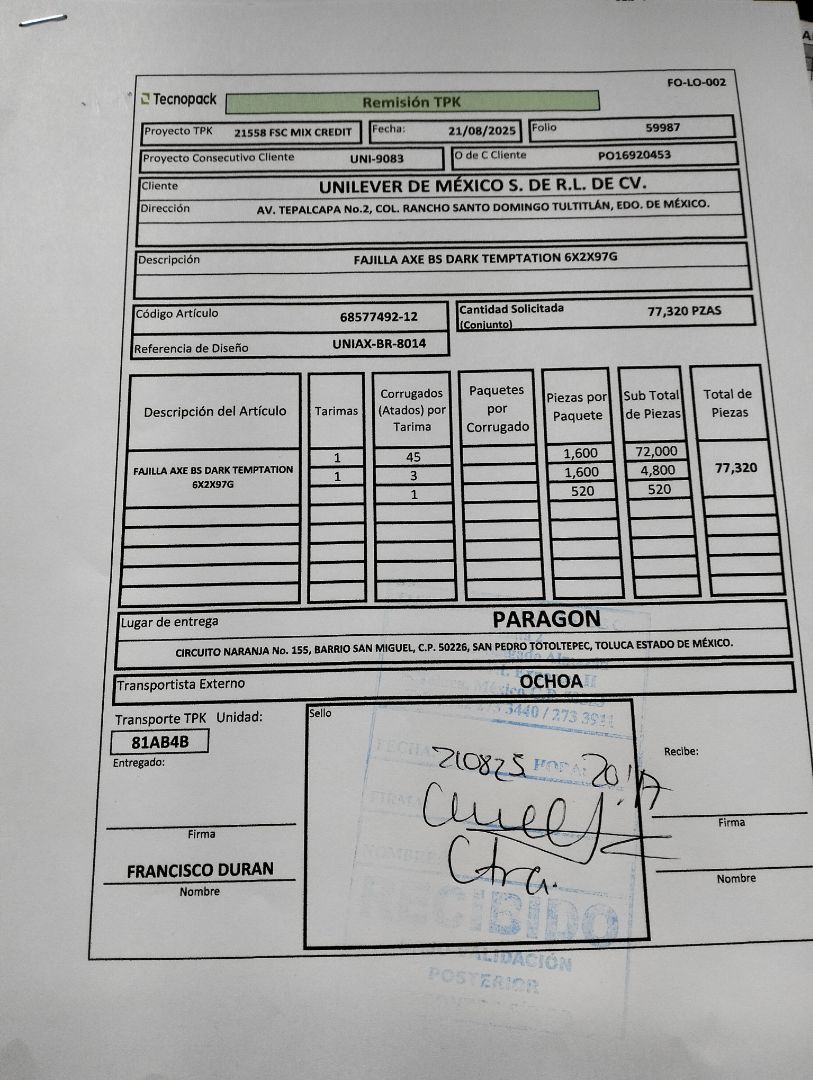 FO-LO-002
Tecnopack
Remisión TPK
Proyecto TPK 21558 FSC MIX CREDIT Fecha: 21/08/2025 Folio 59987
Proyecto Consecutivo Cliente UNI-9083 O de C Cliente PO16920453
Cliente UNILEVER DE MÉXICO S. DE R.L. DE CV.
Dirección AV. TEPALCAPA No.2, COL. RANCHO SANTO DOMINGO TULTITLÁN, EDO. DE MÉXICO.
Descripción FAJILLA AXE BS DARK TEMPTATION 6X2X97G
Código Artículo 68577492-12 Cantidad Solicitada (Conjunto) 77,320 PZAS
Referencia de Diseño UNIAX-BR-8014
Descripción del Artículo Tarimas Corrugados (Atados) por Tarima Paquetes por Corrugado Piezas por Paquete Sub Total de Piezas Total de Piezas
FAJILLA AXE BS DARK TEMPTATION 6X2X97G 1 45 1,600 72,000 77,320
1 3 1,600 4,800
1 520 520
Lugar de entrega PARAGON
CIRCUITO NARANJA No. 155, BARRIO SAN MIGUEL, C.P. 50226, SAN PEDRO TOTOLTEPEC, TOLUCA ESTADO DE MÉXICO.
Transportista Externo OCHOA
3440 / 273 3911
Transporte TPK Unidad: Sello
81AB4B
Entregado: Recibe:
FECHA HORA:
210825
FIRMA
Ctra.
Firma Firma
FRANCISCO DURAN
Nombre Nombre
RECIBIDO
VALIDACIÓN
POSTERIOR